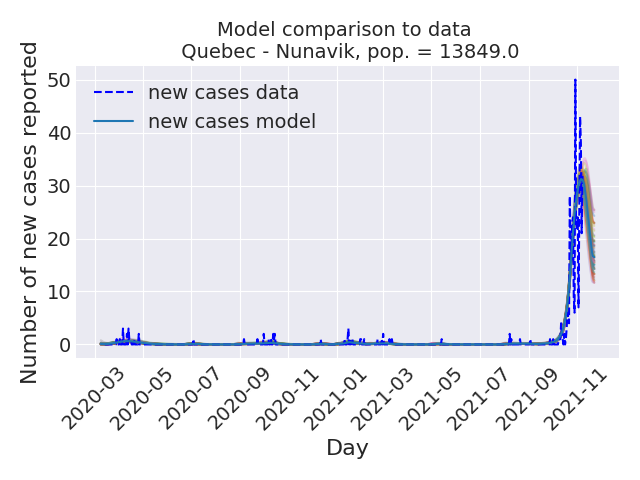 Model comparison to data
Quebec - Nunavik, pop. = 13849.0
Number of new cases reported
50
40
30
20
10
0
new cases data
new cases model
2020-03
2020-05
2020-07
2020-09
2020-11
2021-01
2021-03
2021-05
2021-07
2021-09
2021-11
Day